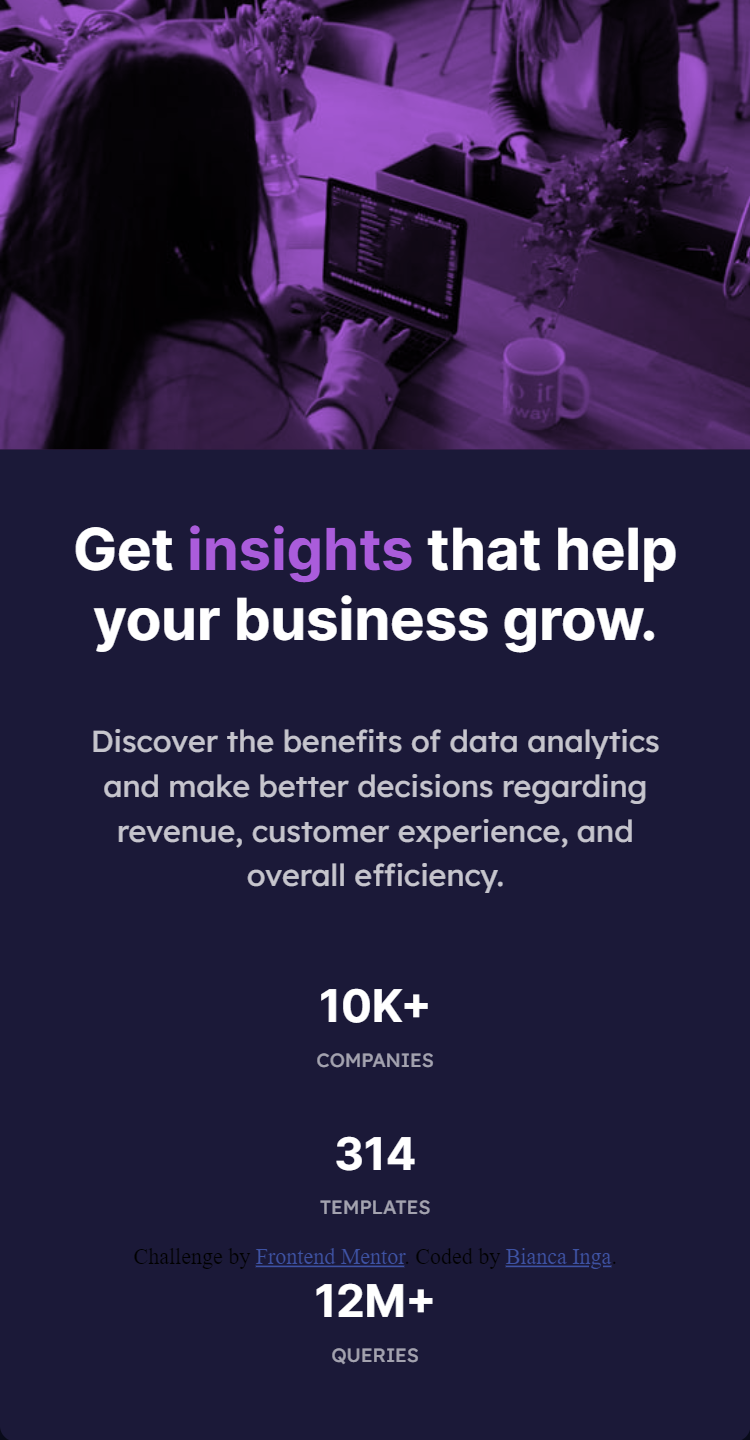 Get insights that help
your business grow.
Discover the benefits of data analytics
and make better decisions regarding
revenue, customer experience, and
overall efficiency.
10K+
COMPANIES
314
TEMPLATES
Challenge by Frontend Mentor. Coded by Bianca Inga.
12M+
QUERIES